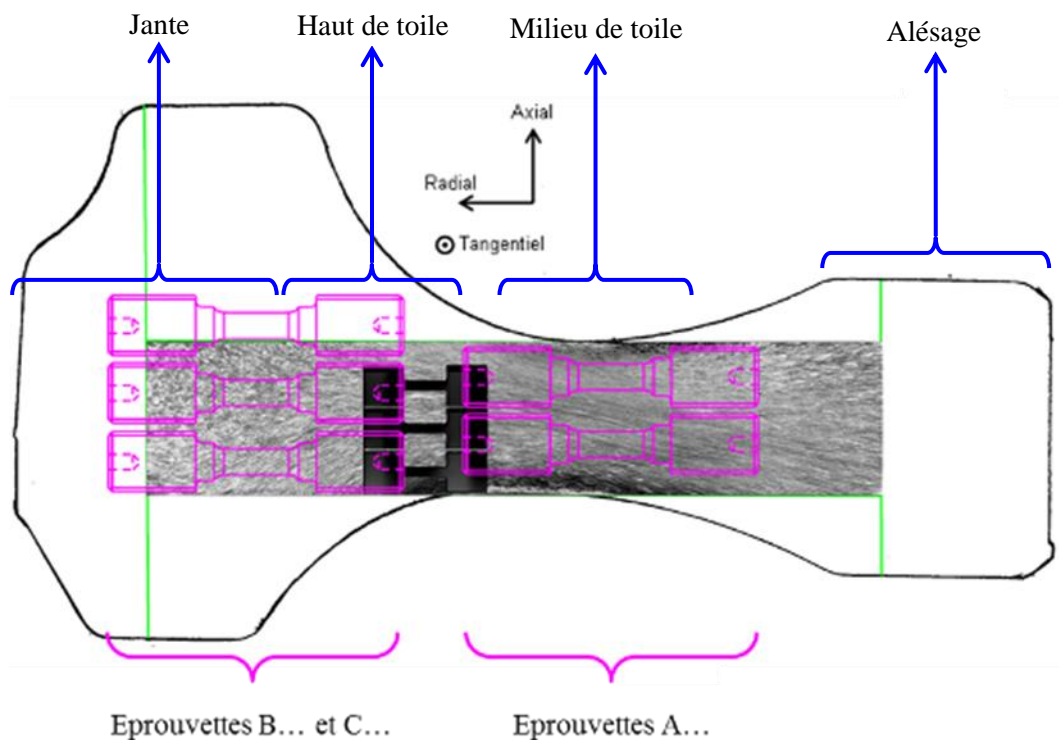 Jante
Haut de toile
Milieu de toile
Alésage
Axial
Radial
Tangentiel
Eprouvettes B… et C…
Eprouvettes A…